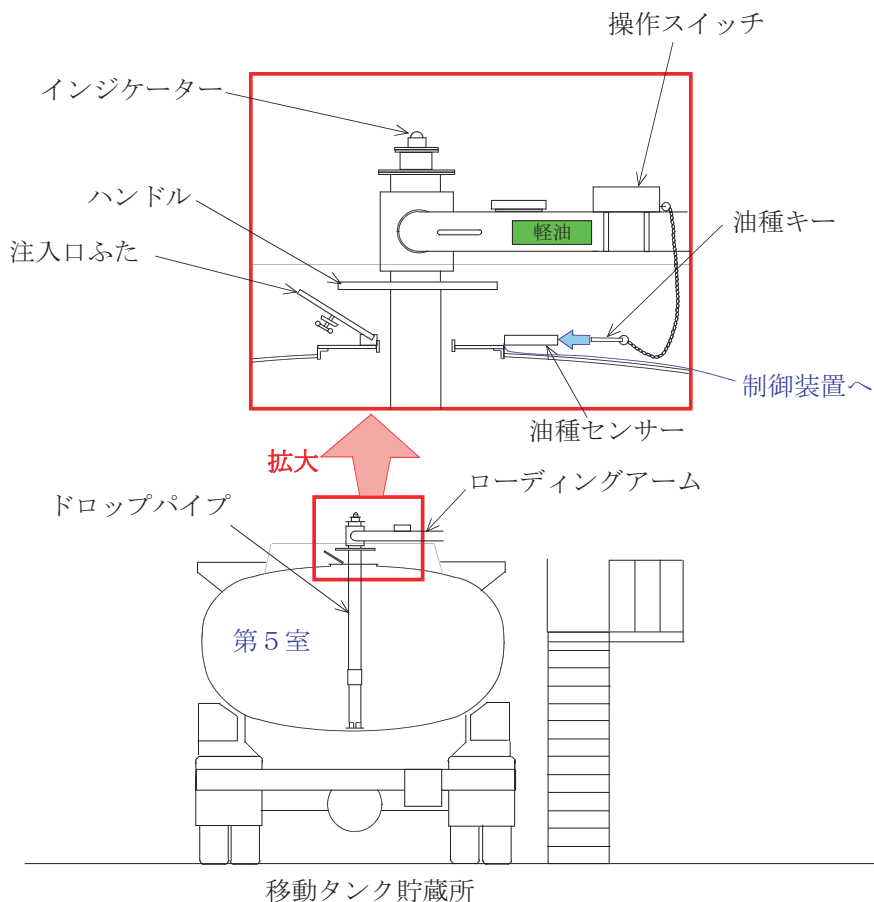 操作スイッチ
インジケーター
ハンドル
油種キー
注入口ふた
軽油
制御装置へ
油種センサー
拡大
ローディングアーム
ドロップパイプ
第5室
移動タンク貯蔵所